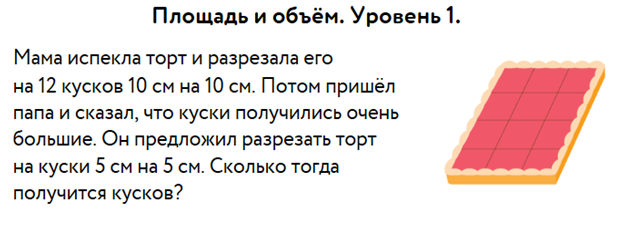 Площадь и объём. Уровень 1.
Мама испекла торт и разрезала его
на 12 кусков 10 см на 10 см. Потом пришёл
папа и сказал, что куски получились очень
большие. Он предложил разрезать торт
на куски 5 см на 5 см. Сколько тогда
получится кусков?